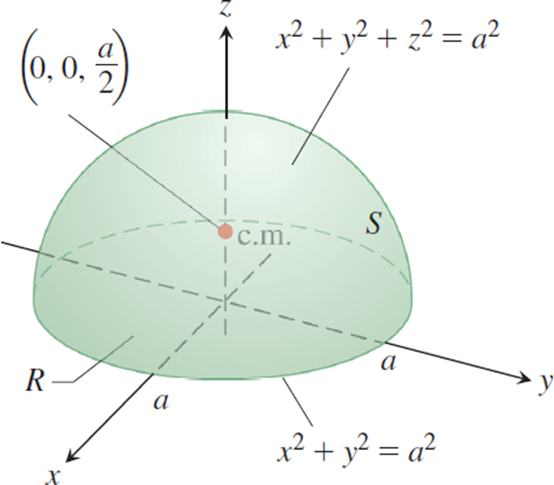 z
x² + y² + z² = a²
(0, 0, a/2)
S
c.m.
R
a
a
y
x² + y² = a²
x